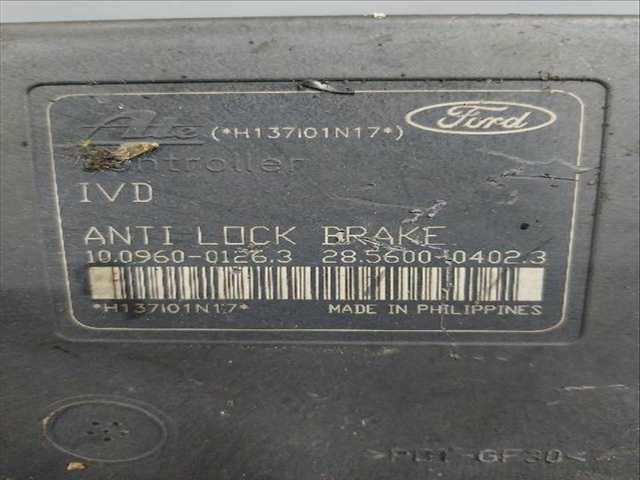 Ate (*H137I01N17*) Ford
Controller
IVD
ANTI LOCK BRAKE
10.0960-0126.3 28.5600-0402.3
*H137I01N17* MADE IN PHILIPPINES
>PBT-GF30<